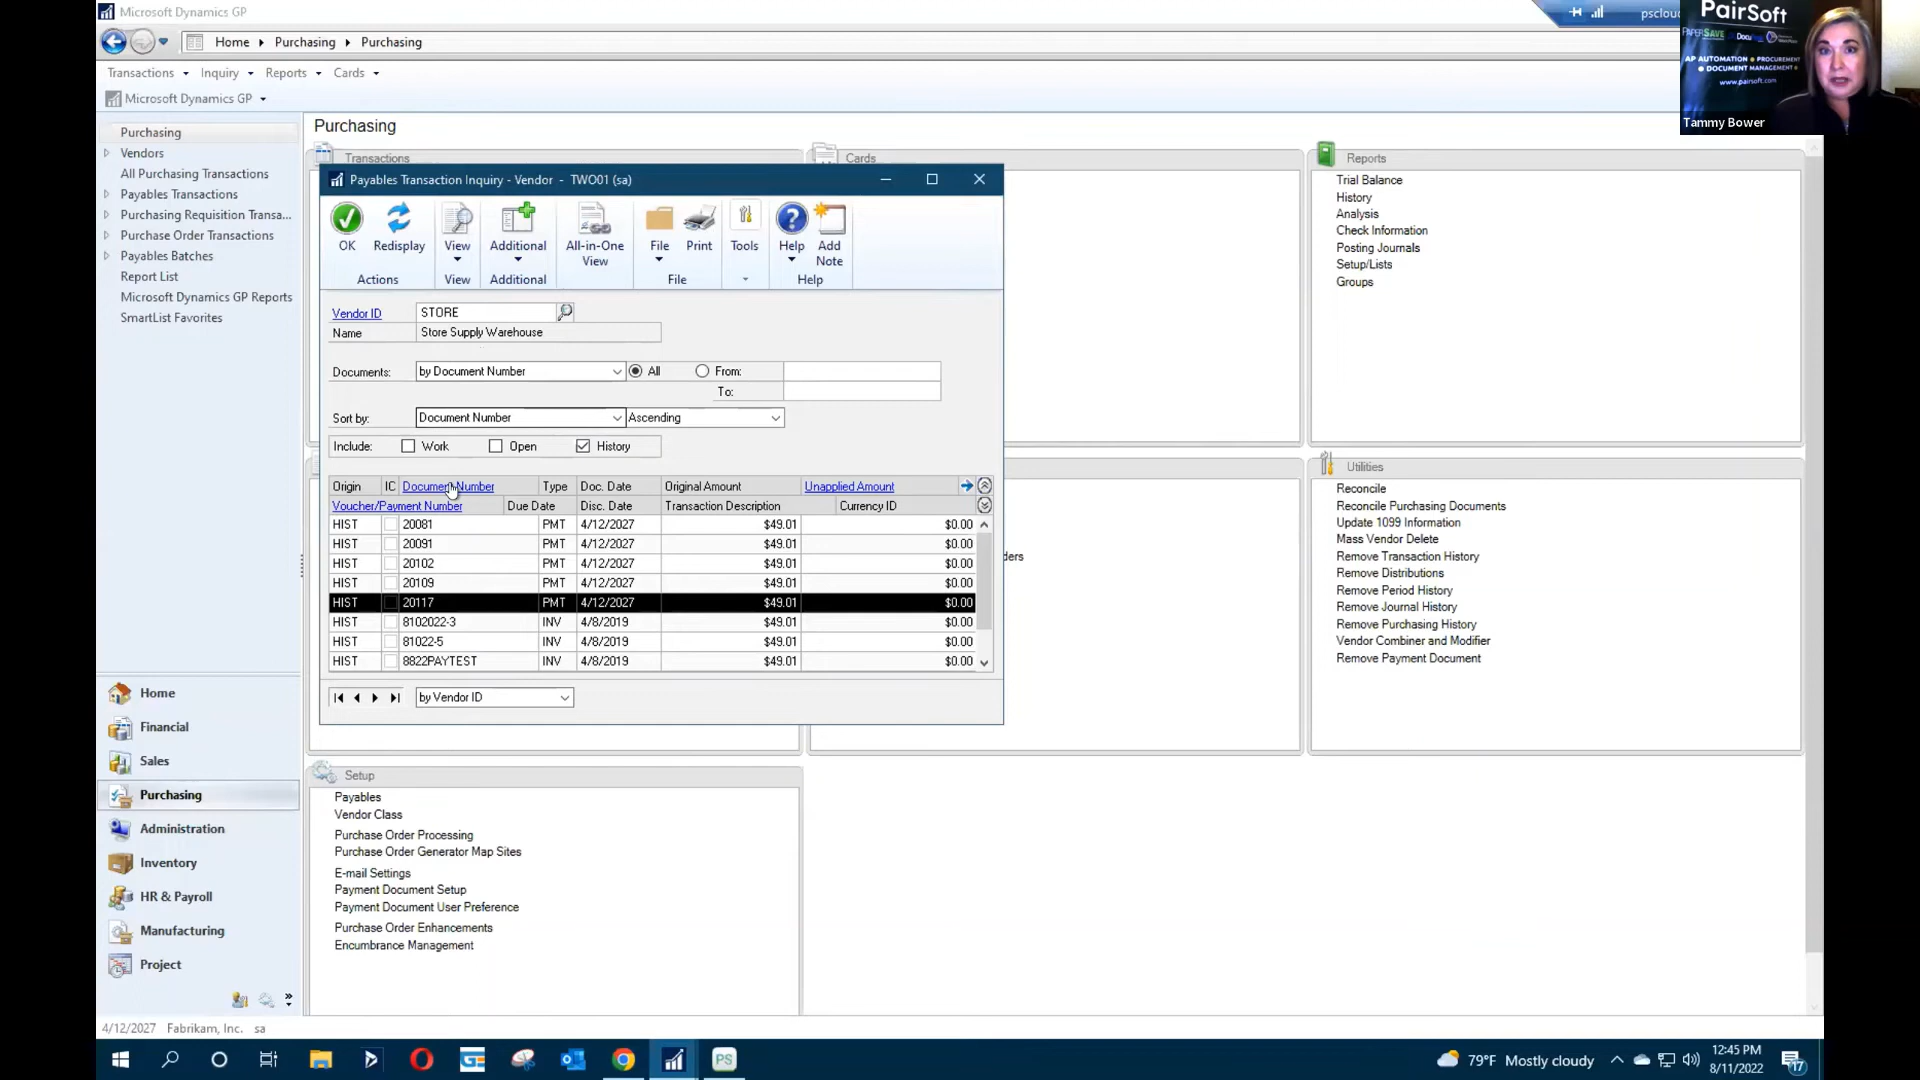 Microsoft Dynamics GP
pscloud
PairSoft
PAPERSAVE
AP AUTOMATION ● PROCUREMENT
● DOCUMENT MANAGEMENT ●
www.pairsoft.com
Tammy Bower
Home Purchasing Purchasing
Transactions Inquiry Reports Cards
Microsoft Dynamics GP
Purchasing
Vendors
All Purchasing Transactions
Payables Transactions
Purchasing Requisition Transa...
Purchase Order Transactions
Payables Batches
Report List
Microsoft Dynamics GP Reports
SmartList Favorites
Home
Financial
Sales
Purchasing
Administration
Inventory
HR & Payroll
Manufacturing
Project
Purchasing
Transactions
Cards
Payables Transaction Inquiry - Vendor - TWO01 (sa)
OK
Redisplay
View
Additional
All-in-One View
File
Print
Tools
Help
Add Note
Actions View Additional File Help
Vendor ID STORE
Name Store Supply Warehouse
Documents: by Document Number All From:
To:
Sort by: Document Number Ascending
Include: Work Open History
Origin IC Document Number Type Doc. Date Original Amount Unapplied Amount
Voucher/Payment Number Due Date Disc. Date Transaction Description Currency ID
HIST 20081 PMT 4/12/2027 $49.01 $0.00
HIST 20091 PMT 4/12/2027 $49.01 $0.00
HIST 20102 PMT 4/12/2027 $49.01 $0.00
HIST 20109 PMT 4/12/2027 $49.01 $0.00
HIST 20117 PMT 4/12/2027 $49.01 $0.00
HIST 8102022-3 INV 4/8/2019 $49.01 $0.00
HIST 81022-5 INV 4/8/2019 $49.01 $0.00
HIST 8822PAYTEST INV 4/8/2019 $49.01 $0.00
by Vendor ID
ders
Reports
Trial Balance
History
Analysis
Check Information
Posting Journals
Setup/Lists
Groups
Utilities
Reconcile
Reconcile Purchasing Documents
Update 1099 Information
Mass Vendor Delete
Remove Transaction History
Remove Distributions
Remove Period History
Remove Journal History
Remove Purchasing History
Vendor Combiner and Modifier
Remove Payment Document
Setup
Payables
Vendor Class
Purchase Order Processing
Purchase Order Generator Map Sites
E-mail Settings
Payment Document Setup
Payment Document User Preference
Purchase Order Enhancements
Encumbrance Management
4/12/2027 Fabrikam, Inc. sa
PS
79°F Mostly cloudy
12:45 PM
8/11/2022
17